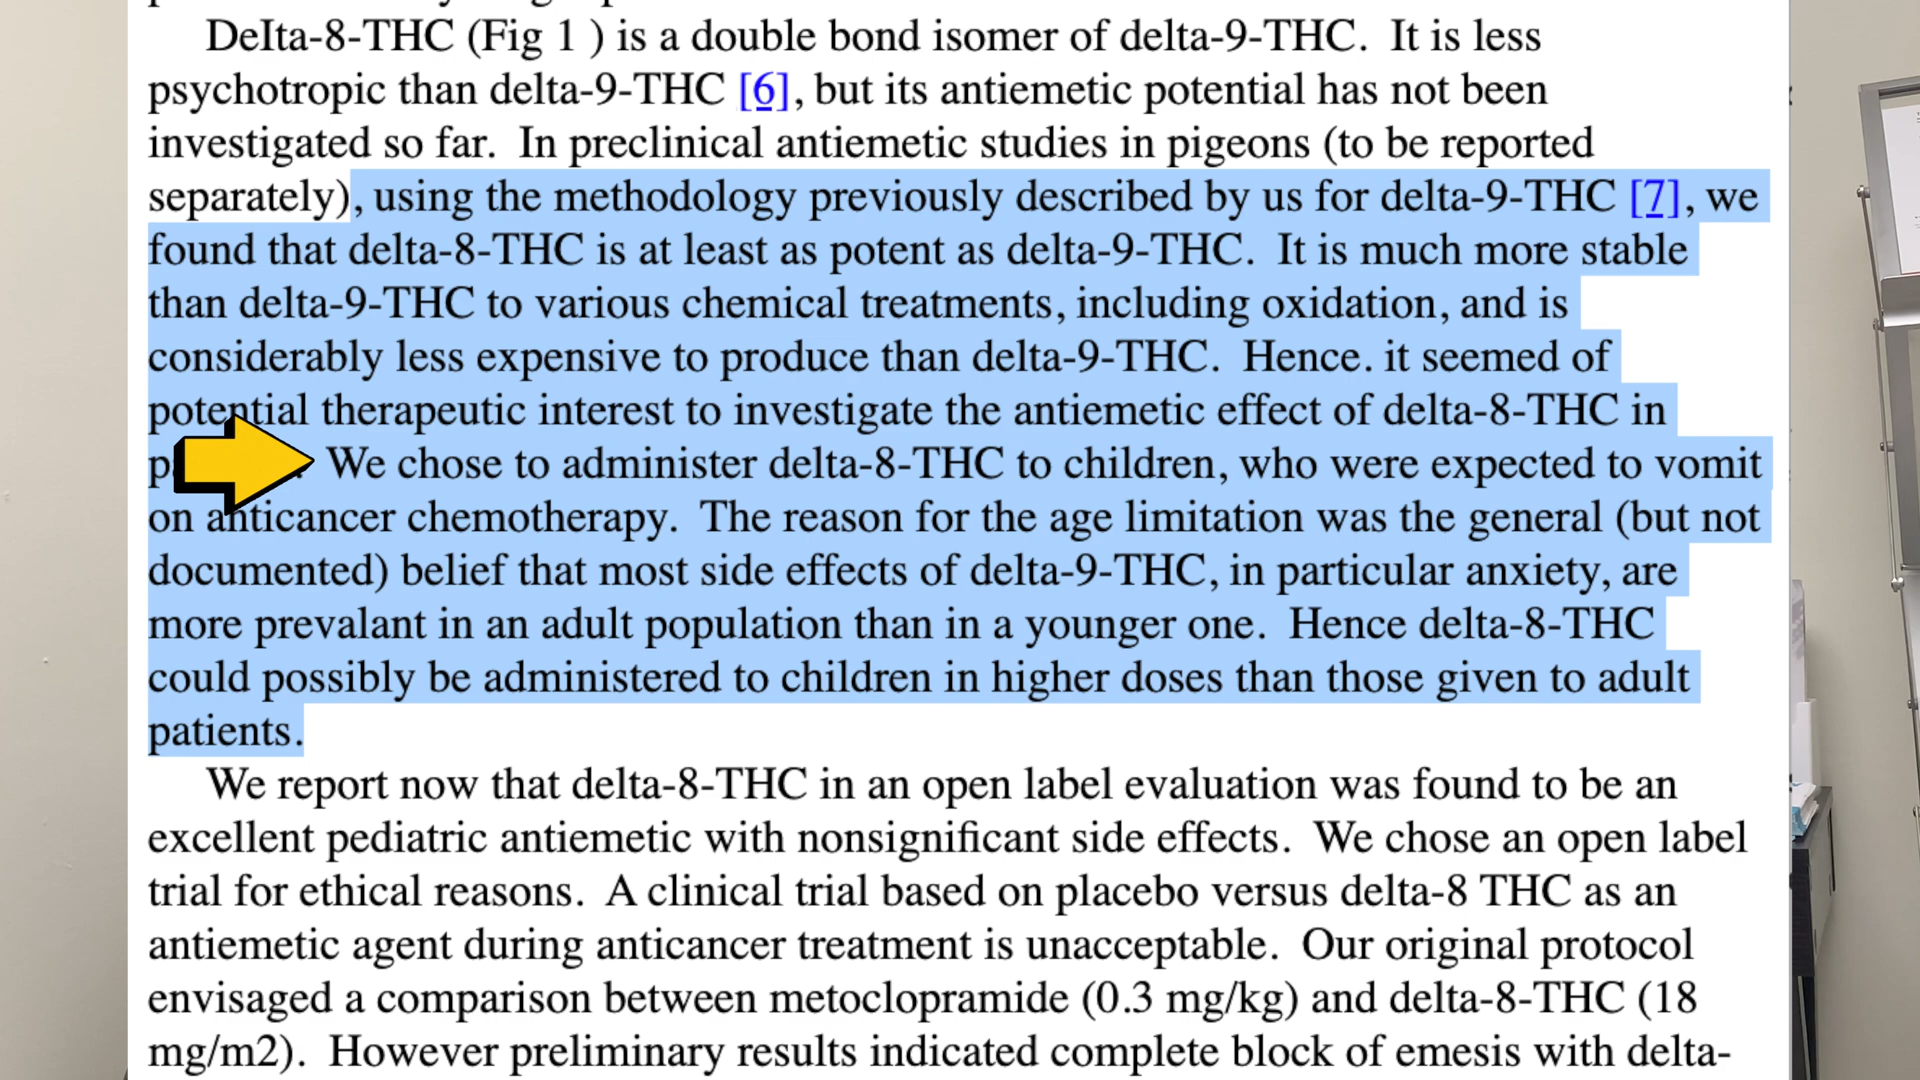 Delta-8-THC (Fig 1 ) is a double bond isomer of delta-9-THC. It is less
psychotropic than delta-9-THC [6], but its antiemetic potential has not been
investigated so far. In preclinical antiemetic studies in pigeons (to be reported
separately), using the methodology previously described by us for delta-9-THC [7], we
found that delta-8-THC is at least as potent as delta-9-THC. It is much more stable
than delta-9-THC to various chemical treatments, including oxidation, and is
considerably less expensive to produce than delta-9-THC. Hence. it seemed of
potential therapeutic interest to investigate the antiemetic effect of delta-8-THC in
We chose to administer delta-8-THC to children, who were expected to vomit
on anticancer chemotherapy. The reason for the age limitation was the general (but not
documented) belief that most side effects of delta-9-THC, in particular anxiety, are
more prevalant in an adult population than in a younger one. Hence delta-8-THC
could possibly be administered to children in higher doses than those given to adult
patients.
We report now that delta-8-THC in an open label evaluation was found to be an
excellent pediatric antiemetic with nonsignificant side effects. We chose an open label
trial for ethical reasons. A clinical trial based on placebo versus delta-8 THC as an
antiemetic agent during anticancer treatment is unacceptable. Our original protocol
envisaged a comparison between metoclopramide (0.3 mg/kg) and delta-8-THC (18
mg/m2). However preliminary results indicated complete block of emesis with delta-